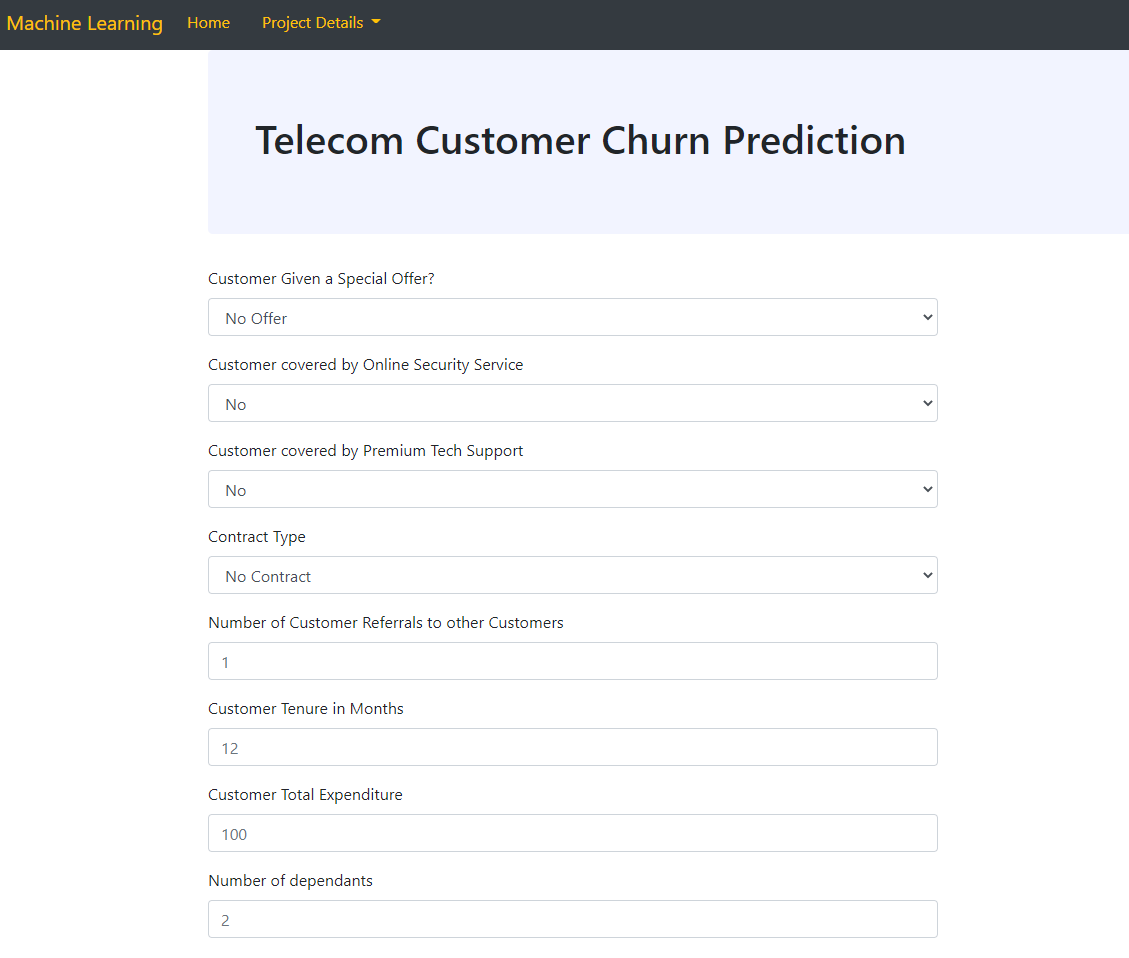 Machine Learning Home Project Details
Telecom Customer Churn Prediction
Customer Given a Special Offer?
No Offer
Customer covered by Online Security Service
No
Customer covered by Premium Tech Support
No
Contract Type
No Contract
Number of Customer Referrals to other Customers
1
Customer Tenure in Months
12
Customer Total Expenditure
100
Number of dependants
2